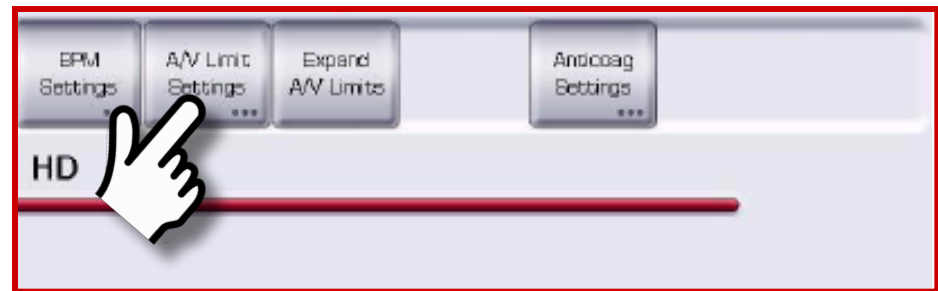 BPM
Settings
A/V Limit
Settings
Expand
A/V Limits
Anticoag
Settings
HD